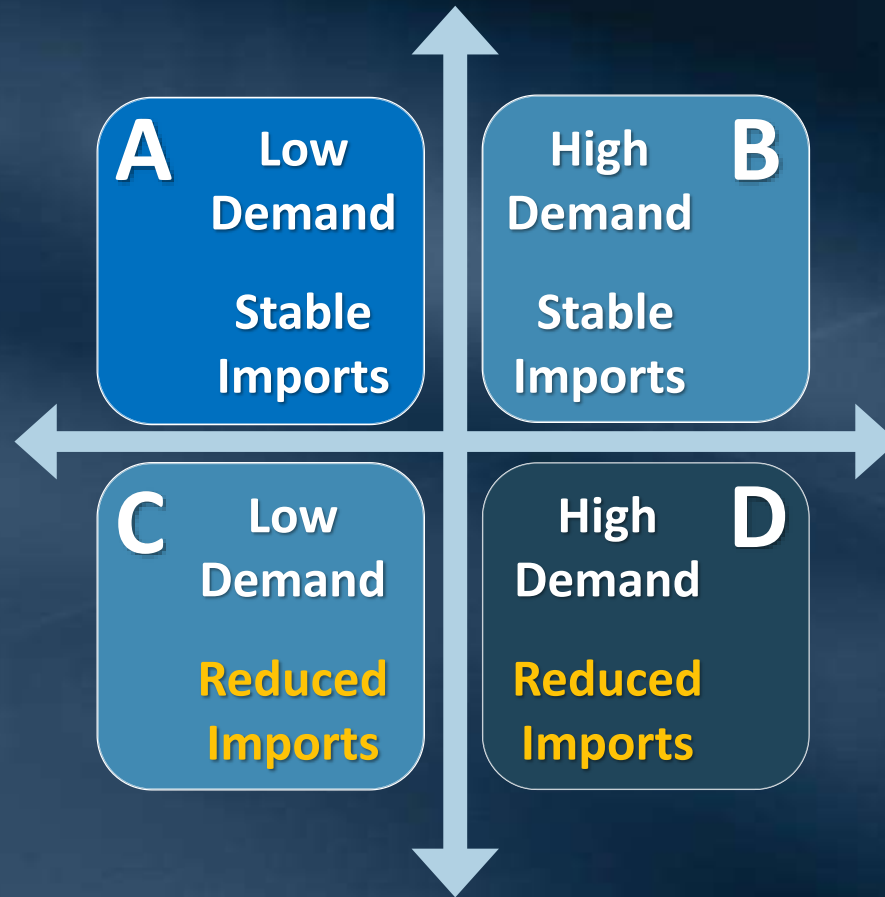 A
Low
Demand
Stable
Imports
High
Demand
Stable
Imports
B
C
Low
Demand
Reduced
Imports
High
Demand
Reduced
Imports
D